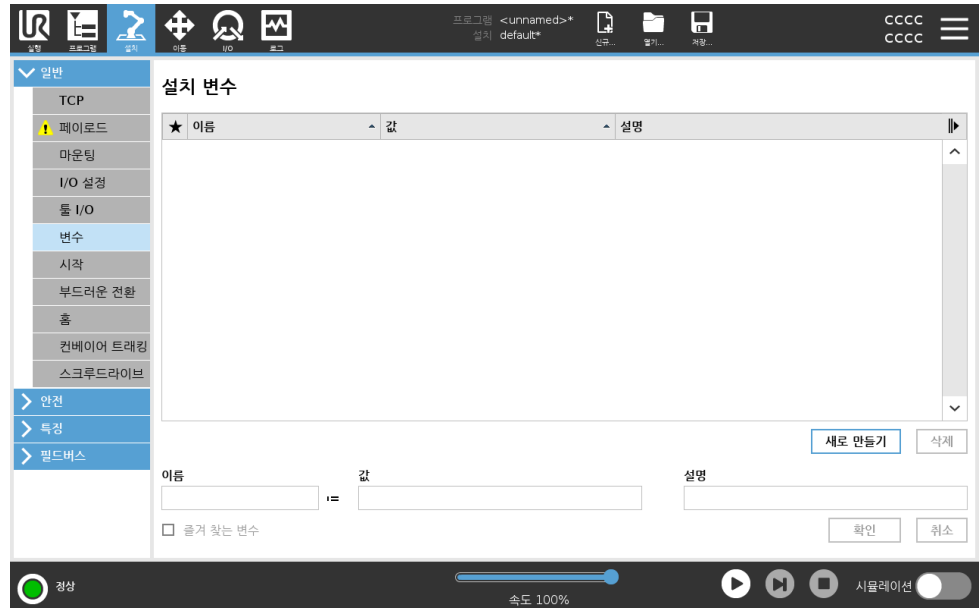 UR
실행
프로그램
설치
이동
I/O
로그
프로그램 <unnamed>*
설치 default*
신규...
열기...
저장...
CCCC
CCCC
일반
TCP
페이로드
마운팅
I/O 설정
툴 I/O
변수
시작
부드러운 전환
홈
컨베이어 트래킹
스크루드라이브
안전
특징
필드버스
설치 변수
★ 이름 값 설명
새로 만들기 삭제
이름 값 설명
:=
즐겨 찾는 변수
확인 취소
정상
속도 100%
시뮬레이션